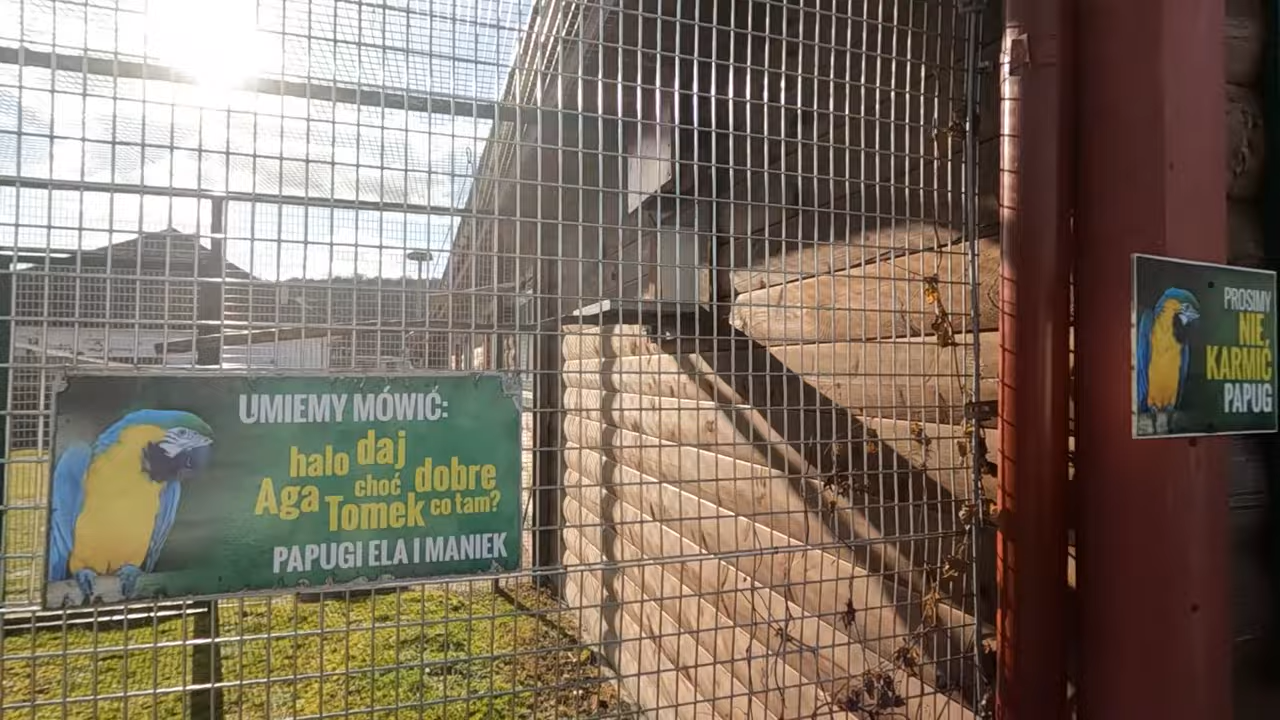 UMIEMY MÓWIĆ:
halo daj
choć dobre
Aga Tomek co tam?
PAPUGI ELA I MANIEK
PROSIMY
NIE
KARMIĆ
PAPUG